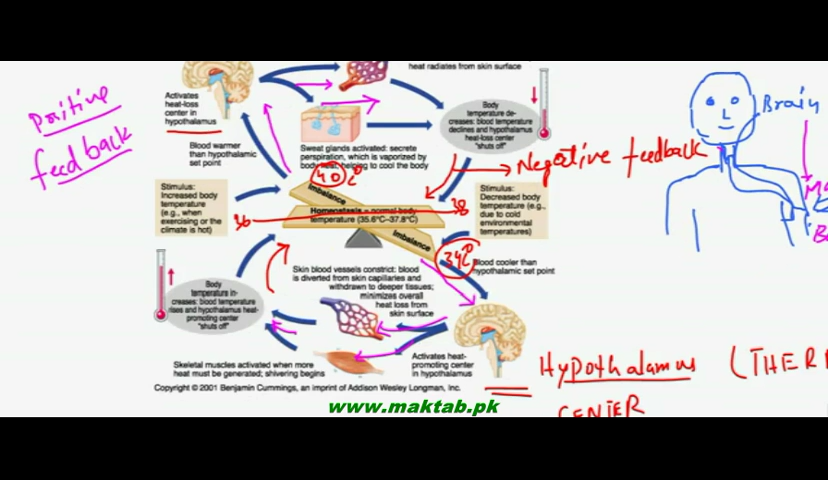 heat radiates from skin surface
Positive
feedback
Activates
heat-loss
center in
hypothalamus
Blood warmer
than hypothalamic
set point
Sweat glands activated: secrete
perspiration, which is vaporized by
body heat, helping to cool the body
Body
temperature de-
creases: blood temperature
declines and hypothalamus
heat-loss center
"shuts off"
Brain
Negative feedback
Stimulus:
Increased body
temperature
(e.g., when
exercising or the
climate is hot)
40 C°
Imbalance
36
Homeostasis = normal body
temperature (35.6°C–37.8°C)
38
Imbalance
Stimulus:
Decreased body
temperature (e.g.,
due to cold
environmental
temperatures)
34C°
Blood cooler than
hypothalamic set point
Body
temperature in-
creases: blood temperature
rises and hypothalamus heat-
promoting center
"shuts off"
Skin blood vessels constrict: blood
is diverted from skin capillaries and
withdrawn to deeper tissues;
minimizes overall
heat loss from
skin surface
Skeletal muscles activated when more
heat must be generated; shivering begins
Activates heat-
promoting center
in hypothalamus
Copyright © 2001 Benjamin Cummings, an imprint of Addison Wesley Longman, Inc.
Hypothalamus (THER
CENTER
www.maktab.pk